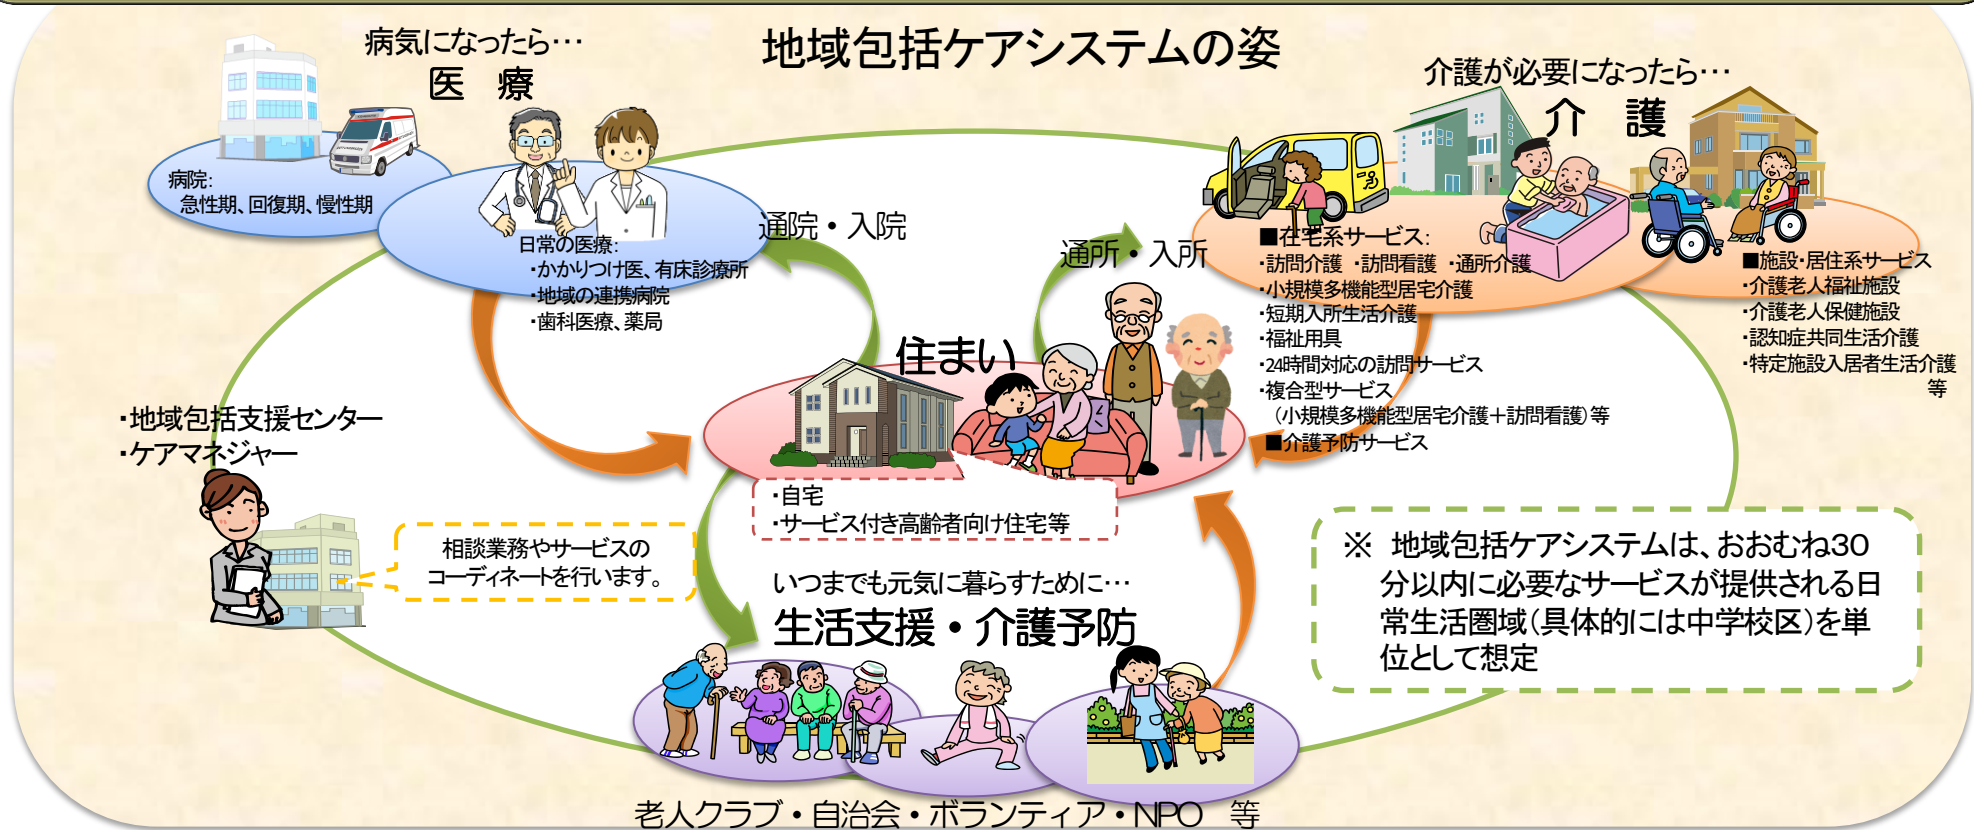 地域包括ケアシステムの姿
病気になったら…
医　療
病院：
急性期、回復期、慢性期
日常の医療：
・かかりつけ医、有床診療所
・地域の連携病院
・歯科医療、薬局
通院・入院
通所・入所
介護が必要になったら…
介　護
■在宅系サービス：
・訪問介護　・訪問看護　・通所介護
・小規模多機能型居宅介護
・短期入所生活介護
・福祉用具
・24時間対応の訪問サービス
・複合型サービス
（小規模多機能型居宅介護＋訪問看護）等
■介護予防サービス
■施設・居住系サービス
・介護老人福祉施設
・介護老人保健施設
・認知症共同生活介護
・特定施設入居者生活介護
等
住まい
・自宅
・サービス付き高齢者向け住宅等
・地域包括支援センター
・ケアマネジャー
相談業務やサービスの
コーディネートを行います。
いつまでも元気に暮らすために…
生活支援・介護予防
老人クラブ・自治会・ボランティア・NPO　等
※　地域包括ケアシステムは、おおむね30
分以内に必要なサービスが提供される日
常生活圏域（具体的には中学校区）を単
位として想定